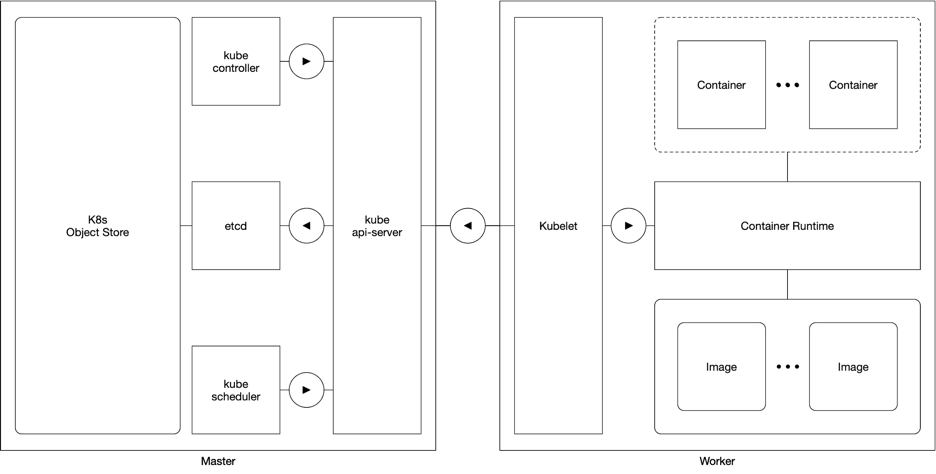 K8s
Object Store
kube
controller
etcd
kube
scheduler
kube
api-server
Master
Kubelet
Container
Container
Container Runtime
Image
Image
Worker